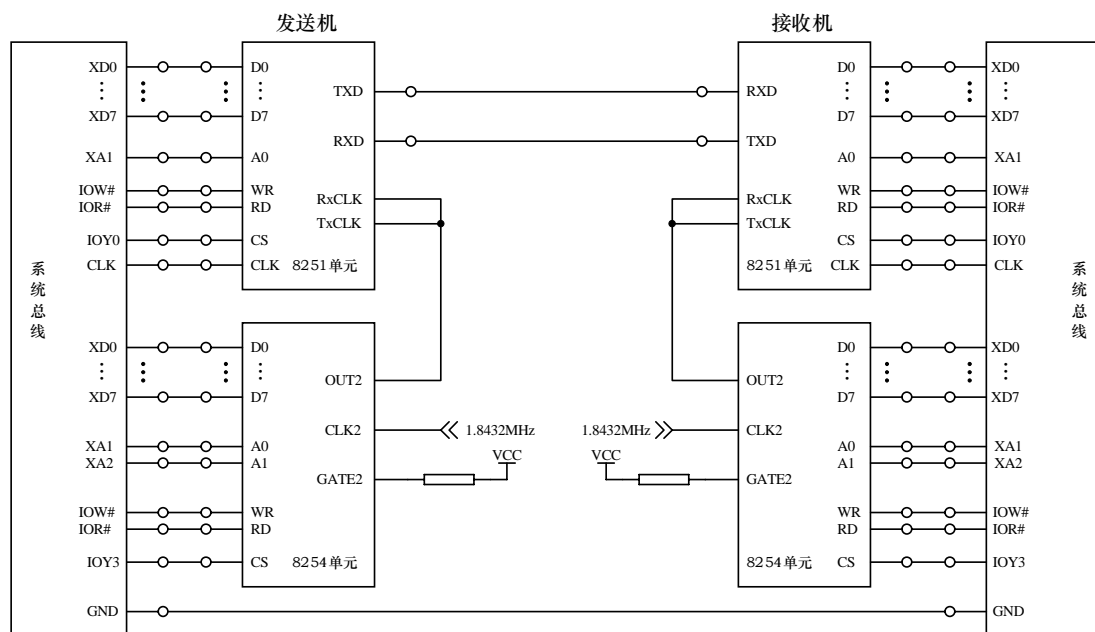 发送机
接收机
XD0
⋮
XD7
XA1
IOW#
IOR#
IOY0
CLK
系统总线
XD0
⋮
XD7
XA1
XA2
IOW#
IOR#
IOY3
GND
D0
⋮
D7
A0
WR
RD
CS
CLK
TXD
RXD
RxCLK
TxCLK
8251单元
D0
⋮
D7
A0
A1
WR
RD
CS
OUT2
CLK2
GATE2
8254单元
1.8432MHz
VCC
1.8432MHz
VCC
RXD
TXD
RxCLK
TxCLK
8251单元
D0
⋮
D7
A0
WR
RD
CS
CLK
OUT2
CLK2
GATE2
8254单元
D0
⋮
D7
A0
A1
WR
RD
CS
XD0
⋮
XD7
XA1
IOW#
IOR#
IOY0
CLK
系统总线
XD0
⋮
XD7
XA1
XA2
IOW#
IOR#
IOY3
GND